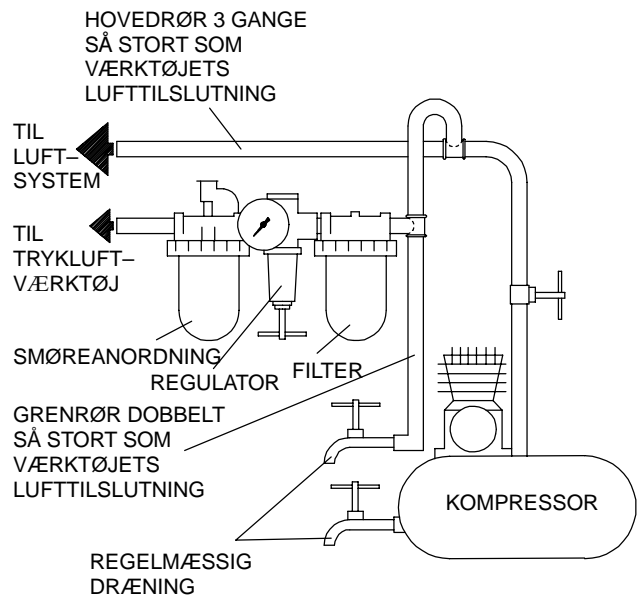 HOVEDRØR 3 GANGE
SÅ STORT SOM
VÆRKTØJETS
LUFTTILSLUTNING
TIL
LUFT–
SYSTEM
TIL
TRYKLUFT–
VÆRKTØJ
SMØREANORDNING
REGULATOR
FILTER
GRENRØR DOBBELT
SÅ STORT SOM
VÆRKTØJETS
LUFTTILSLUTNING
KOMPRESSOR
REGELMÆSSIG
DRÆNING